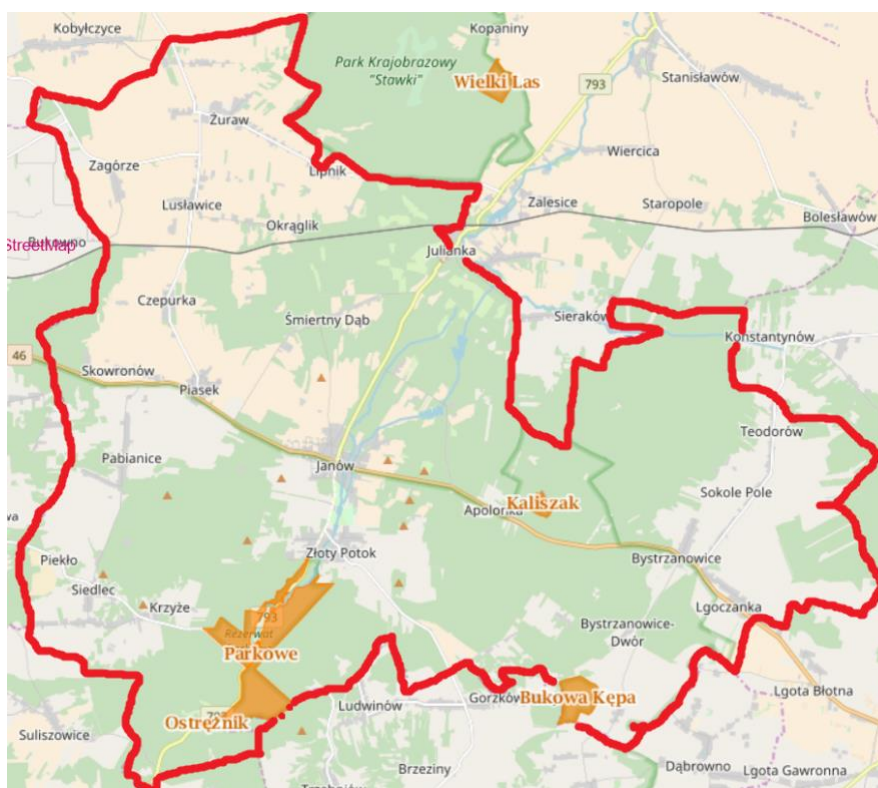 Kobyłczyce
Kopaniny
Park Krajobrazowy
"Stawki"
Wielki Las
793
Stanisławów
Żuraw
Zagórze
Lipnik
Wiercica
Lusławice
Zalesice
Staropole
Okrąglik
Bolesławów
StreetMap
Bukowno
Julianka
Czepurka
Śmiertny Dąb
Sieraków
Konstantynów
46
Skowronów
Piasek
Teodorów
Pabianice
Janów
Sokole Pole
Kaliszak
Apolonka
Złoty Potok
Piekło
Bystrzanowice
Siedlec
Krzyże
793
Lgoczanka
Rezerwat
Bystrzanowice-
Dwór
Parkowe
Gorzków
Bukowa Kępa
Lgota Błotna
Ludwinów
Ostrężnik
Suliszowice
Brzeziny
Dąbrowno
Lgota Gawronna